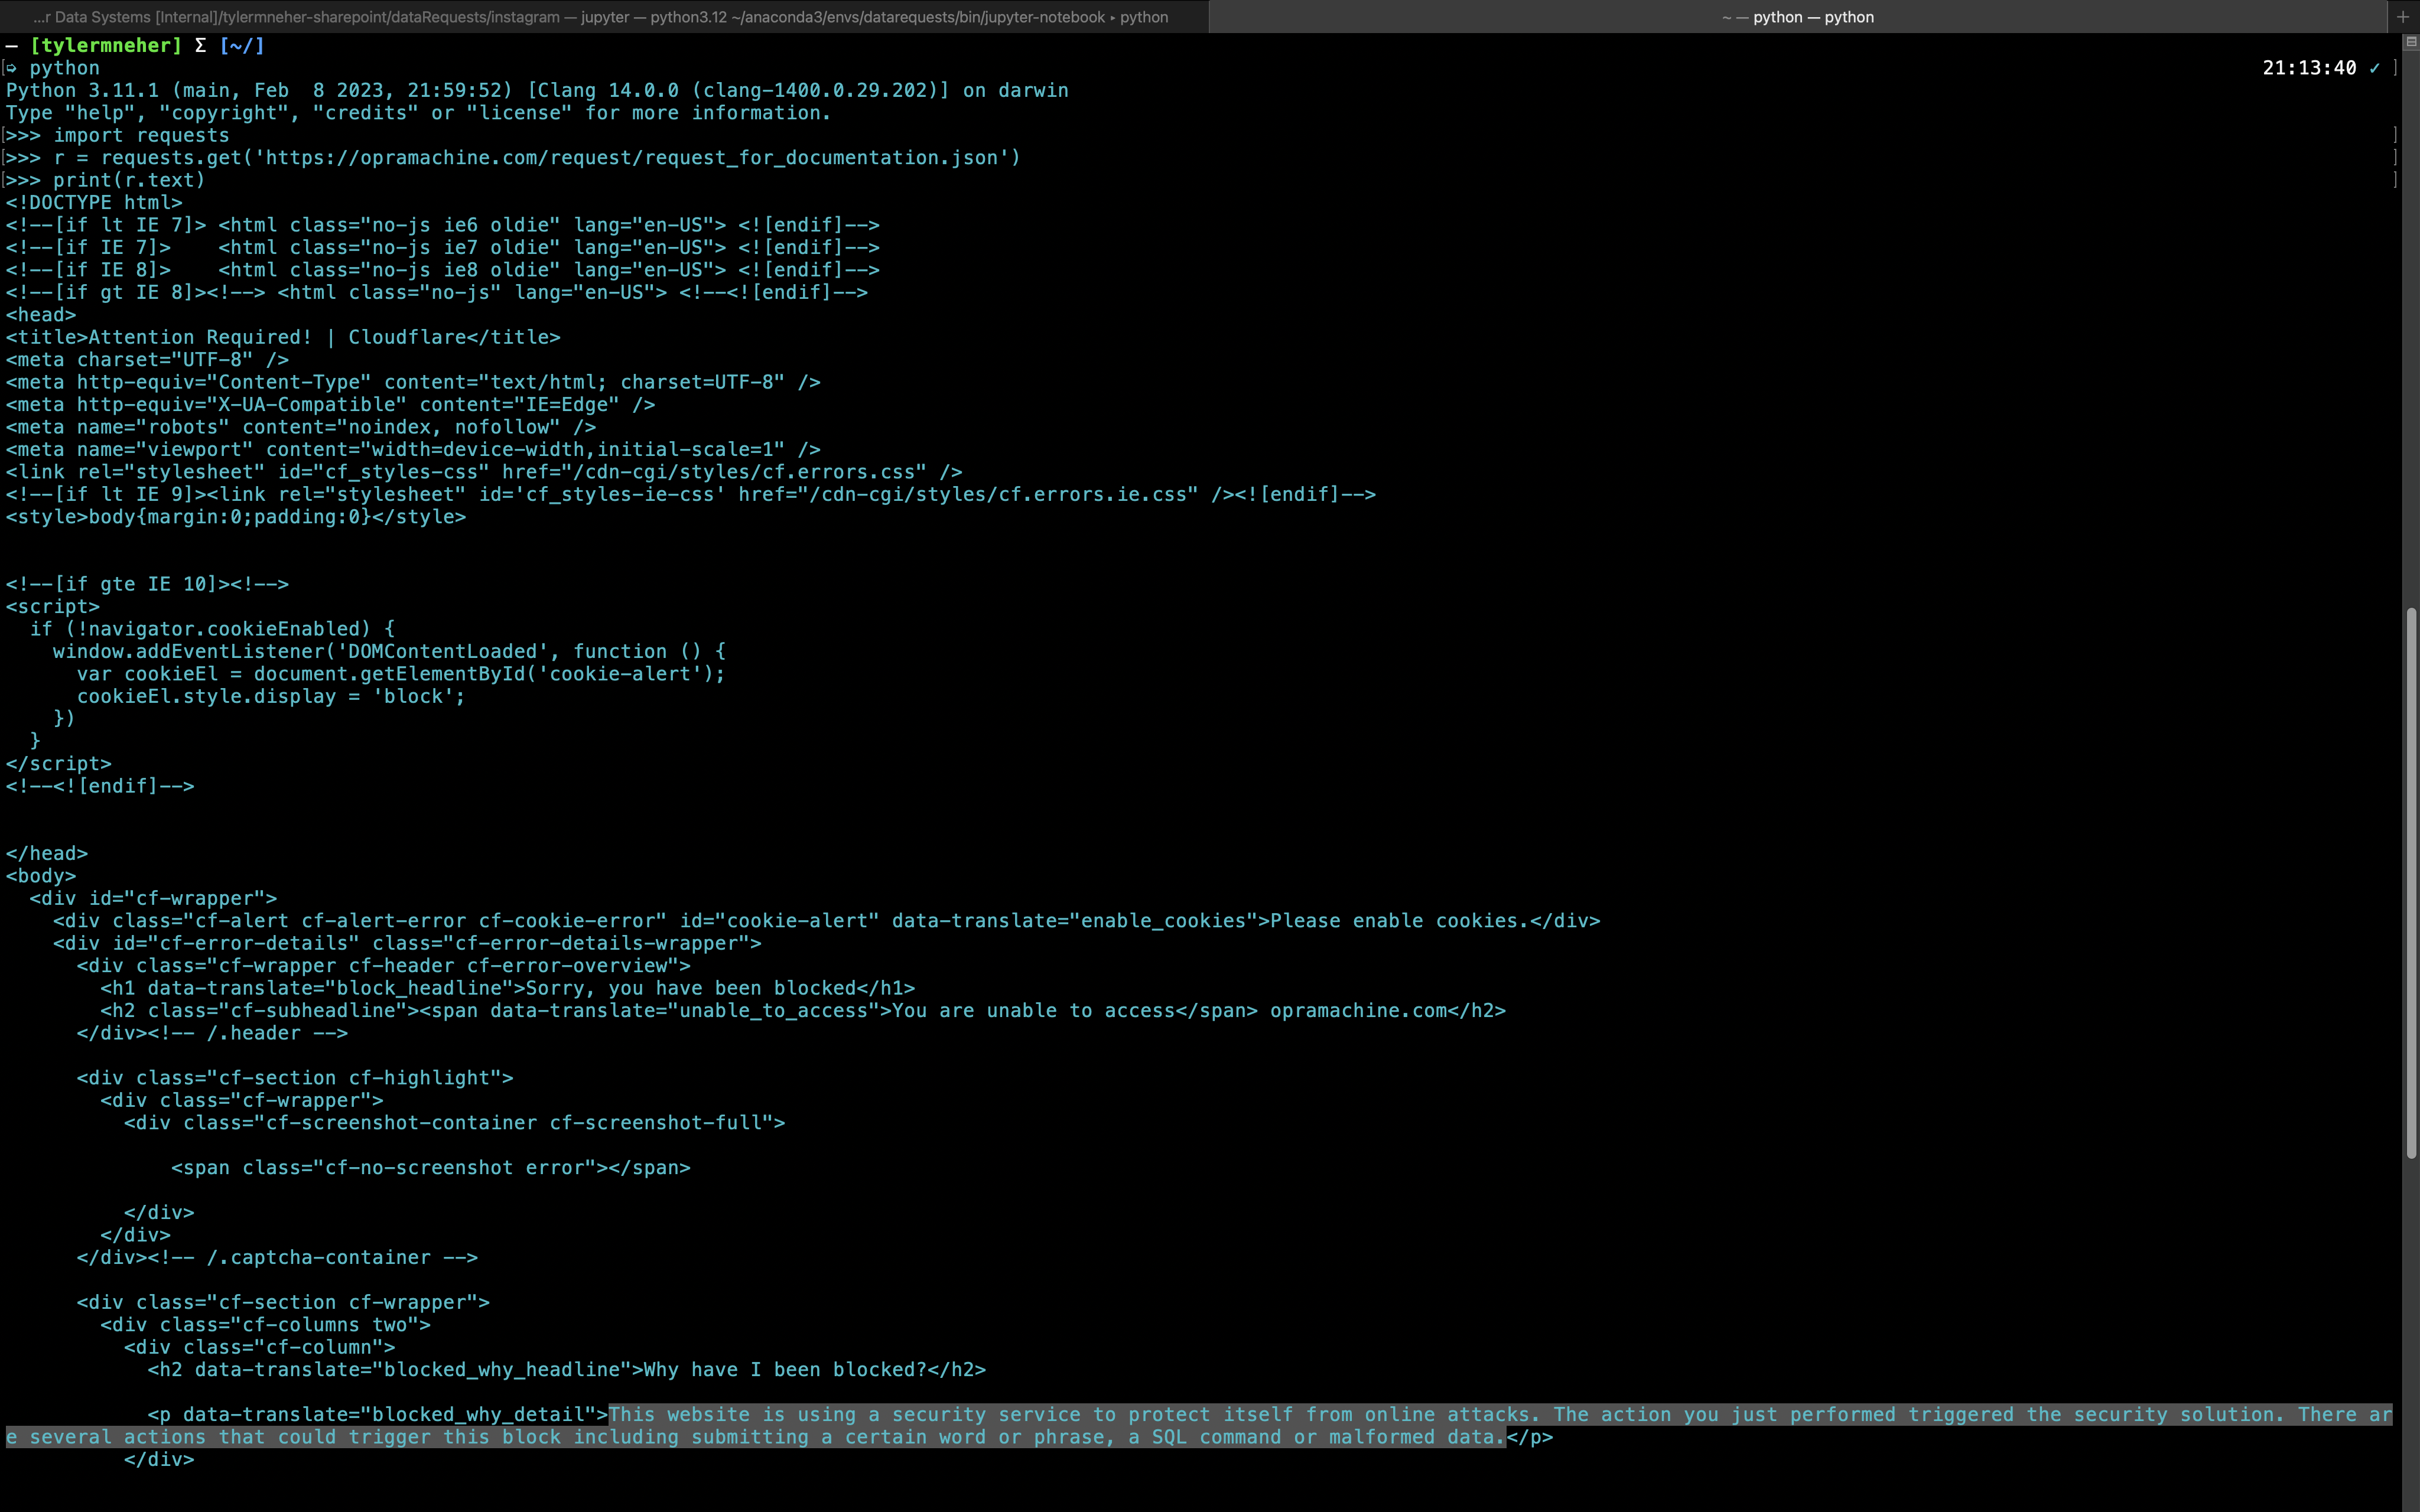 ...r Data Systems [Internal]/tylermneher-sharepoint/dataRequests/instagram — jupyter — python3.12 ~/anaconda3/envs/datarequests/bin/jupyter-notebook ▸ python
~ — python — python
— [tylermneher] Σ [~/]
[➩ python 21:13:40 ✓ ]
Python 3.11.1 (main, Feb  8 2023, 21:59:52) [Clang 14.0.0 (clang-1400.0.29.202)] on darwin
Type "help", "copyright", "credits" or "license" for more information.
[>>> import requests ]
[>>> r = requests.get('https://opramachine.com/request/request_for_documentation.json') ]
[>>> print(r.text) ]
<!DOCTYPE html>
<!--[if lt IE 7]> <html class="no-js ie6 oldie" lang="en-US"> <![endif]-->
<!--[if IE 7]>    <html class="no-js ie7 oldie" lang="en-US"> <![endif]-->
<!--[if IE 8]>    <html class="no-js ie8 oldie" lang="en-US"> <![endif]-->
<!--[if gt IE 8]><!--> <html class="no-js" lang="en-US"> <!--<![endif]-->
<head>
<title>Attention Required! | Cloudflare</title>
<meta charset="UTF-8" />
<meta http-equiv="Content-Type" content="text/html; charset=UTF-8" />
<meta http-equiv="X-UA-Compatible" content="IE=Edge" />
<meta name="robots" content="noindex, nofollow" />
<meta name="viewport" content="width=device-width,initial-scale=1" />
<link rel="stylesheet" id="cf_styles-css" href="/cdn-cgi/styles/cf.errors.css" />
<!--[if lt IE 9]><link rel="stylesheet" id='cf_styles-ie-css' href="/cdn-cgi/styles/cf.errors.ie.css" /><![endif]-->
<style>body{margin:0;padding:0}</style>
<!--[if gte IE 10]><!-->
<script>
  if (!navigator.cookieEnabled) {
    window.addEventListener('DOMContentLoaded', function () {
      var cookieEl = document.getElementById('cookie-alert');
      cookieEl.style.display = 'block';
    })
  }
</script>
<!--<![endif]-->
</head>
<body>
  <div id="cf-wrapper">
    <div class="cf-alert cf-alert-error cf-cookie-error" id="cookie-alert" data-translate="enable_cookies">Please enable cookies.</div>
    <div id="cf-error-details" class="cf-error-details-wrapper">
      <div class="cf-wrapper cf-header cf-error-overview">
        <h1 data-translate="block_headline">Sorry, you have been blocked</h1>
        <h2 class="cf-subheadline"><span data-translate="unable_to_access">You are unable to access</span> opramachine.com</h2>
      </div><!-- /.header -->
      <div class="cf-section cf-highlight">
        <div class="cf-wrapper">
          <div class="cf-screenshot-container cf-screenshot-full">
              <span class="cf-no-screenshot error"></span>
          </div>
        </div>
      </div><!-- /.captcha-container -->
      <div class="cf-section cf-wrapper">
        <div class="cf-columns two">
          <div class="cf-column">
            <h2 data-translate="blocked_why_headline">Why have I been blocked?</h2>
            <p data-translate="blocked_why_detail">This website is using a security service to protect itself from online attacks. The action you just performed triggered the security solution. There ar
e several actions that could trigger this block including submitting a certain word or phrase, a SQL command or malformed data.</p>
          </div>